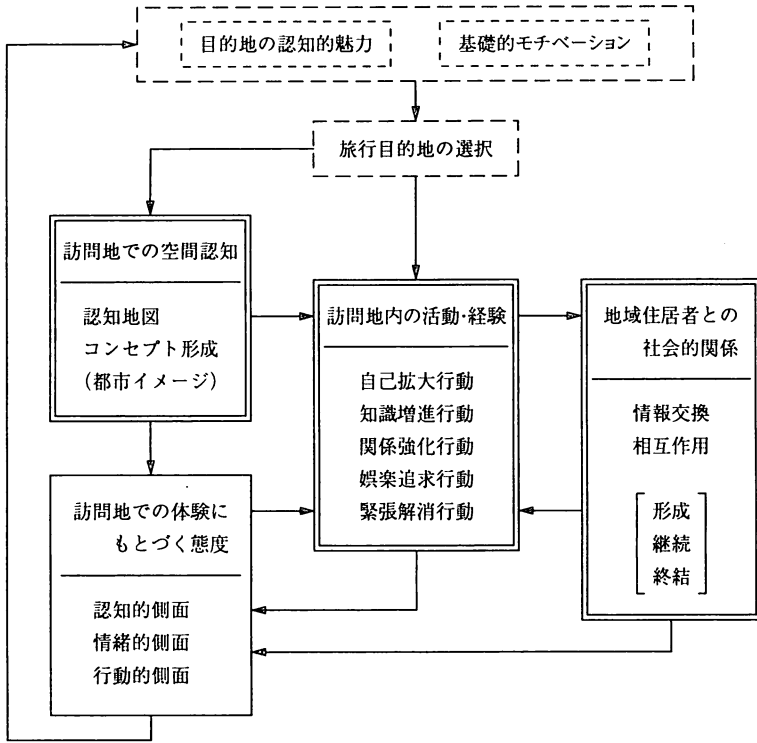 目的地の認知的魅力
基礎的モチベーション
旅行目的地の選択
訪問地での空間認知
認知地図
コンセプト形成
(都市イメージ)
訪問地内の活動・経験
自己拡大行動
知識増進行動
関係強化行動
娯楽追求行動
緊張解消行動
地域住居者との
社会的関係
情報交換
相互作用
形成
継続
終結
訪問地での体験に
もとづく態度
認知的側面
情緒的側面
行動的側面